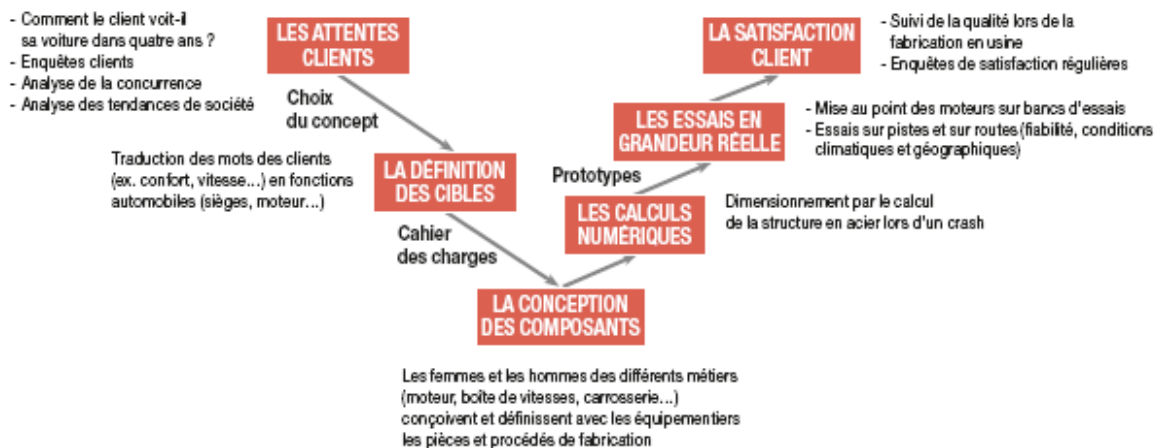 - Comment le client voit-il
sa voiture dans quatre ans ?
- Enquêtes clients
- Analyse de la concurrence
- Analyse des tendances de société
LES ATTENTES
CLIENTS
Choix
du concept
Traduction des mots des clients
(ex. confort, vitesse...) en fonctions
automobiles (sièges, moteur...)
LA DÉFINITION
DES CIBLES
Cahier
des charges
LA CONCEPTION
DES COMPOSANTS
Les femmes et les hommes des différents métiers
(moteur, boîte de vitesses, carrosserie...)
conçoivent et définissent avec les équipementiers
les pièces et procédés de fabrication
LES CALCULS
NUMÉRIQUES
Dimensionnement par le calcul
de la structure en acier lors d'un crash
Prototypes
LES ESSAIS EN
GRANDEUR RÉELLE
- Mise au point des moteurs sur bancs d'essais
- Essais sur pistes et sur routes (fiabilité, conditions
climatiques et géographiques)
LA SATISFACTION
CLIENT
- Suivi de la qualité lors de la
fabrication en usine
- Enquêtes de satisfaction régulières